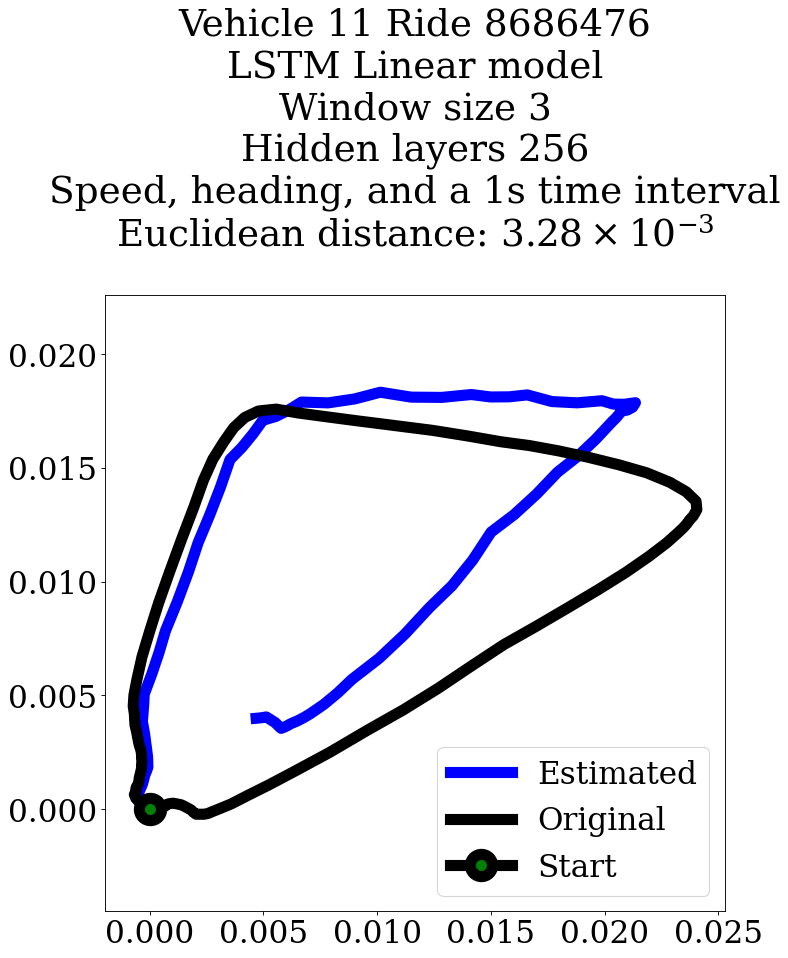 Vehicle 11 Ride 8686476
LSTM Linear model
Window size 3
Hidden layers 256
Speed, heading, and a 1s time interval
Euclidean distance: 3.28 × 10⁻³
0.020
0.015
0.010
0.005
0.000
Estimated
Original
Start
0.000 0.005 0.010 0.015 0.020 0.025